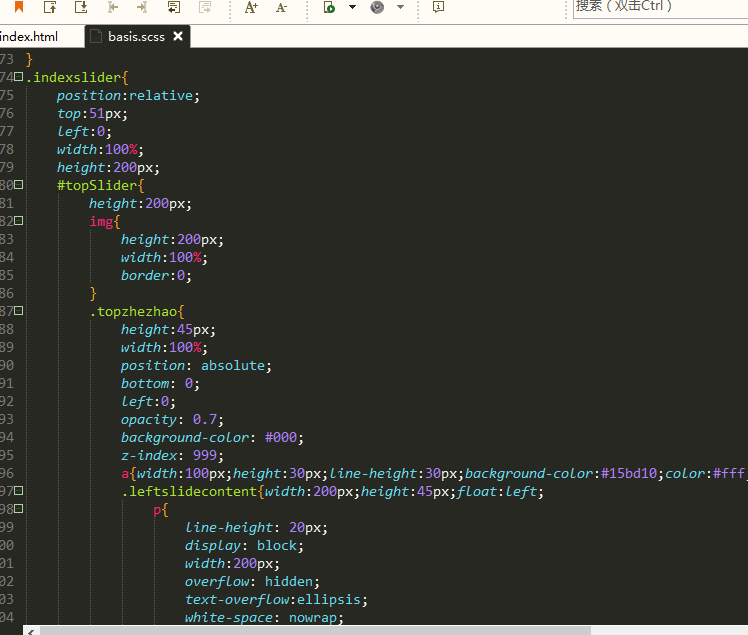 搜索（双击Ctrl）
index.html
basis.scss
73 }
74 .indexslider{
75 position:relative;
76 top:51px;
77 left:0;
78 width:100%;
79 height:200px;
80 #topSlider{
81 height:200px;
82 img{
83 height:200px;
84 width:100%;
85 border:0;
86 }
87 .topzhezhao{
88 height:45px;
89 width:100%;
90 position: absolute;
91 bottom: 0;
92 left:0;
93 opacity: 0.7;
94 background-color: #000;
95 z-index: 999;
96 a{width:100px;height:30px;line-height:30px;background-color:#15bd10;color:#fff;
97 .leftslidecontent{width:200px;height:45px;float:left;
98 p{
99 line-height: 20px;
00 display: block;
01 width:200px;
02 overflow: hidden;
03 text-overflow:ellipsis;
04 white-space: nowrap;